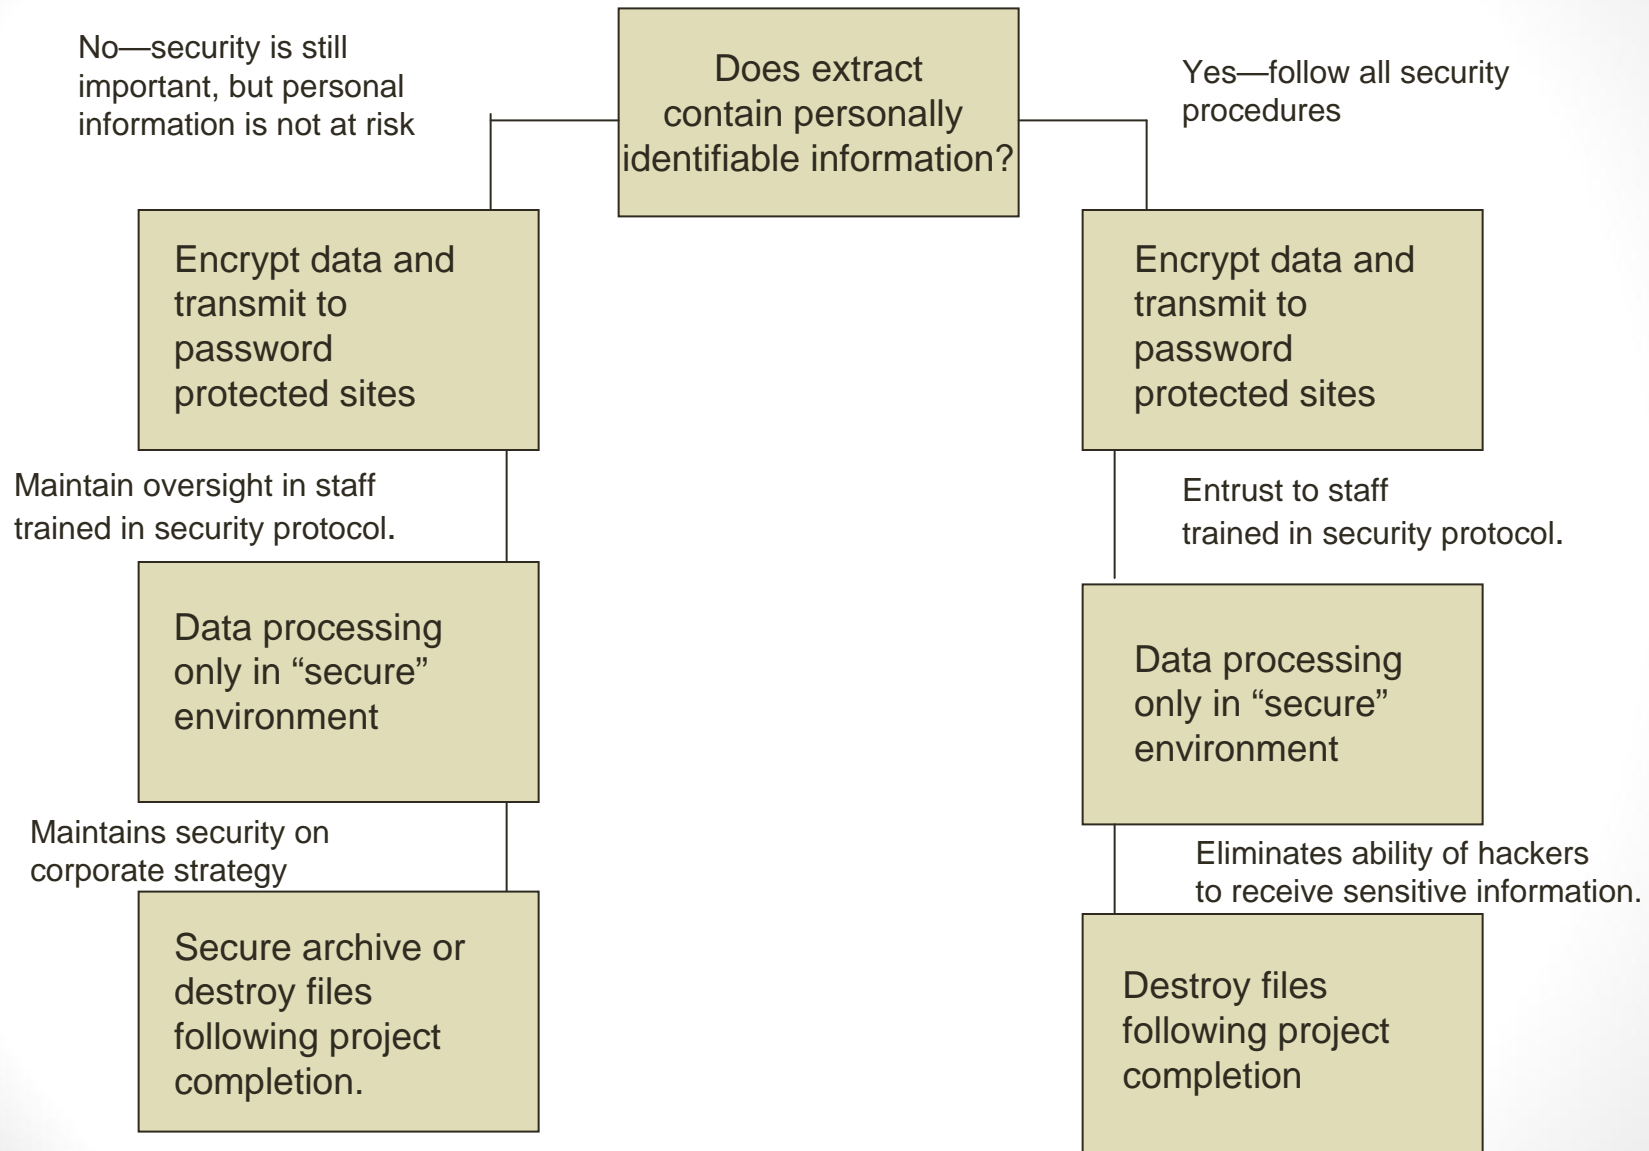 No—security is still
important, but personal
information is not at risk
Does extract
contain personally
identifiable information?
Yes—follow all security
procedures
Encrypt data and
transmit to
password
protected sites
Encrypt data and
transmit to
password
protected sites
Maintain oversight in staff
trained in security protocol.
Entrust to staff
trained in security protocol.
Data processing
only in “secure”
environment
Data processing
only in “secure”
environment
Maintains security on
corporate strategy
Eliminates ability of hackers
to receive sensitive information.
Secure archive or
destroy files
following project
completion.
Destroy files
following project
completion